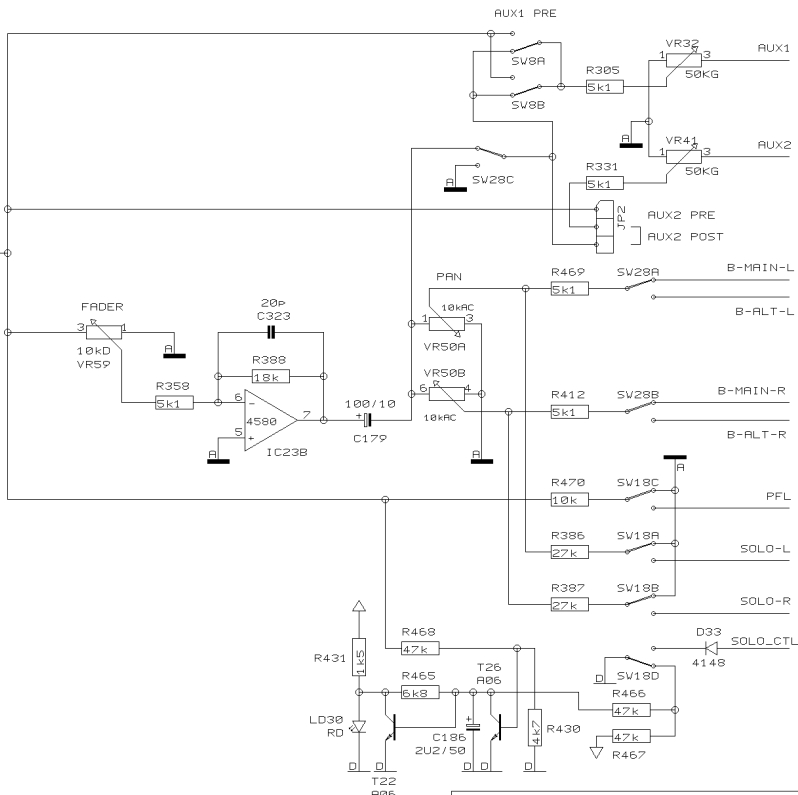 AUX1 PRE
SW8A
SW8B
R305
5k1
VR32
1
3
50KG
AUX1
A
VR41
1
3
50KG
AUX2
R331
5k1
SW28C
A
JP2
AUX2 PRE
AUX2 POST
FADER
3
1
10kD
VR59
A
R358
5k1
20p
C323
R388
18k
6
-
4580
7
5
+
A
IC23B
100/10
+
C179
PAN
10kAC
1
3
VR50A
VR50B
6
4
10kAC
A
R469
5k1
SW28A
B-MAIN-L
B-ALT-L
R412
5k1
SW28B
B-MAIN-R
B-ALT-R
A
R470
10k
SW18C
PFL
R386
27k
SW18A
SOLO-L
R387
27k
SW18B
SOLO-R
D33
4148
SOLO_CTL
D
SW18D
R466
47k
47k
R467
R431
1k5
R468
47k
R465
6k8
T26
A06
LD30
RD
+
C186
2U2/50
4k7
R430
D
D
D
D
D
T22
A06